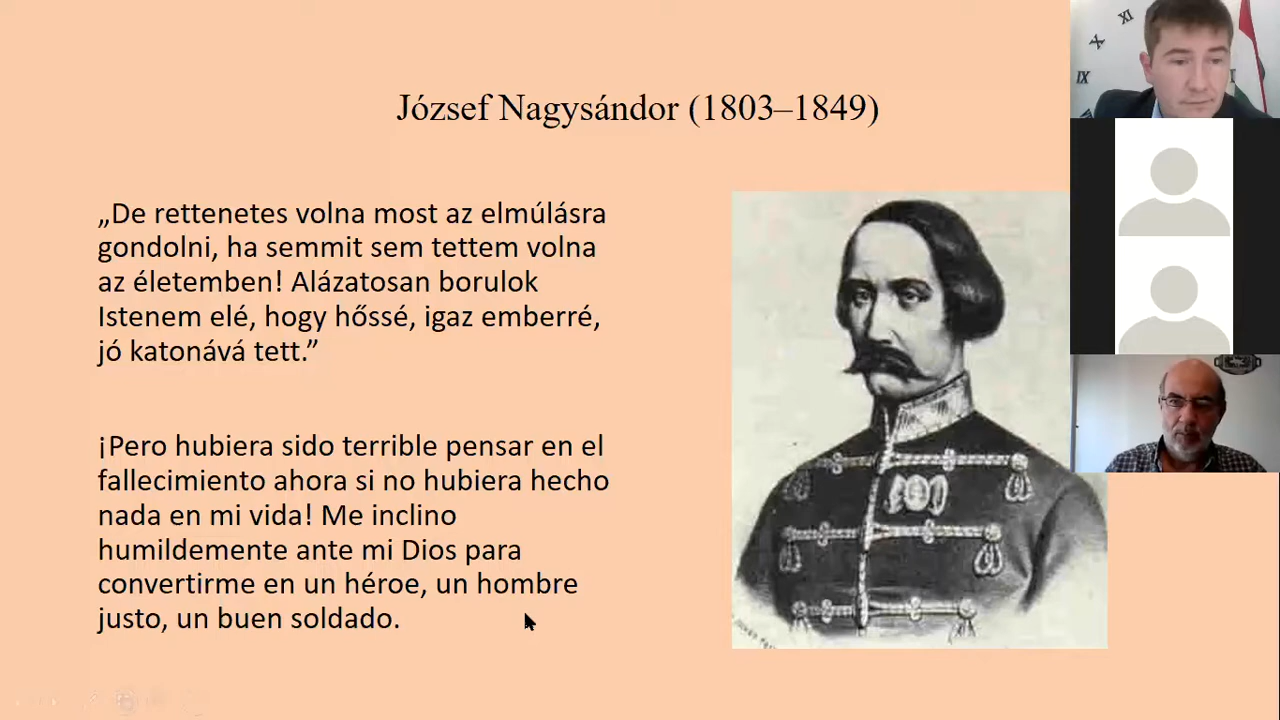 József Nagysándor (1803–1849)
„De rettenetes volna most az elmúlásra
gondolni, ha semmit sem tettem volna
az életemben! Alázatosan borulok
Istenem elé, hogy hőssé, igaz emberré,
jó katonává tett.”
¡Pero hubiera sido terrible pensar en el
fallecimiento ahora si no hubiera hecho
nada en mi vida! Me inclino
humildemente ante mi Dios para
convertirme en un héroe, un hombre
justo, un buen soldado.
XI
X
IX